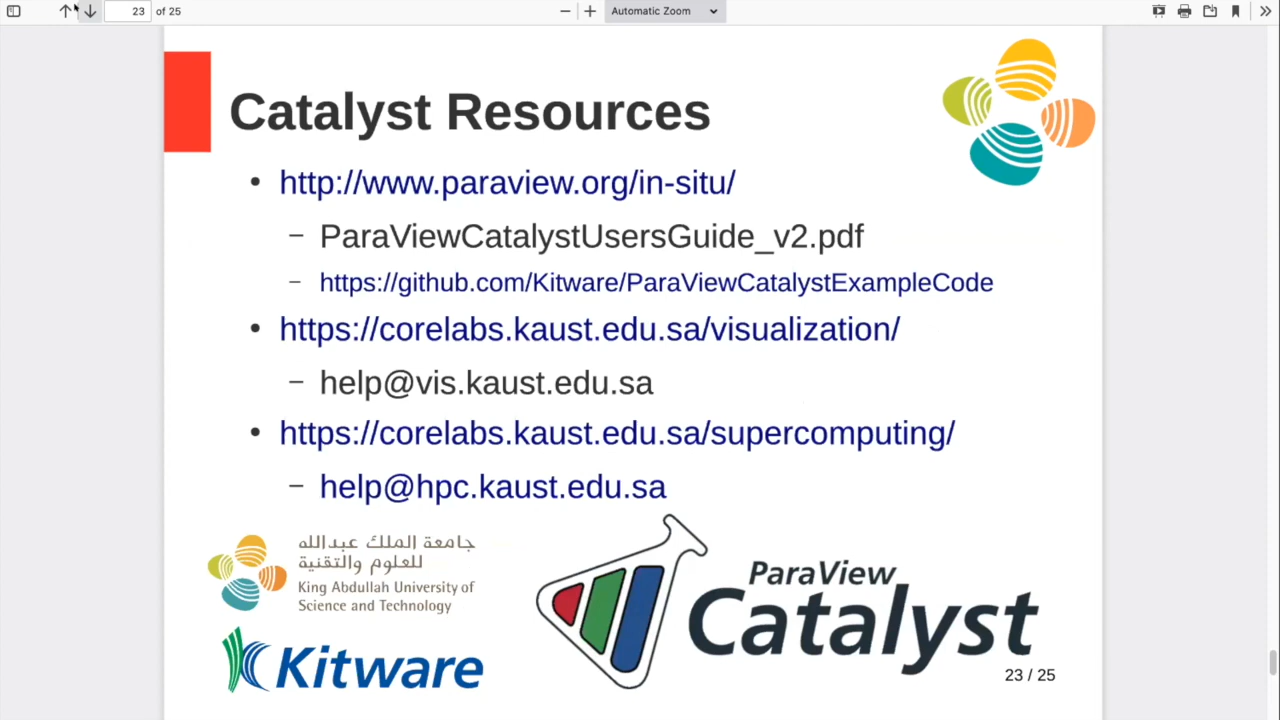 23 of 25 Automatic Zoom
Catalyst Resources
• http://www.paraview.org/in-situ/
– ParaViewCatalystUsersGuide_v2.pdf
– https://github.com/Kitware/ParaViewCatalystExampleCode
• https://corelabs.kaust.edu.sa/visualization/
– help@vis.kaust.edu.sa
• https://corelabs.kaust.edu.sa/supercomputing/
– help@hpc.kaust.edu.sa
جامعة الملك عبدالله
للعلوم والتقنية
King Abdullah University of
Science and Technology
Kitware
ParaView
Catalyst
23 / 25